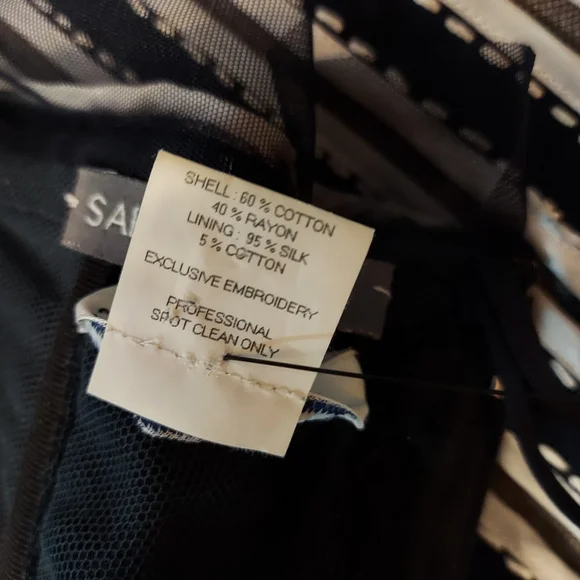 SHELL : 60 % COTTON
40 % RAYON
LINING : 95 % SILK
5 % COTTON
EXCLUSIVE EMBROIDERY
PROFESSIONAL
SPOT CLEAN ONLY